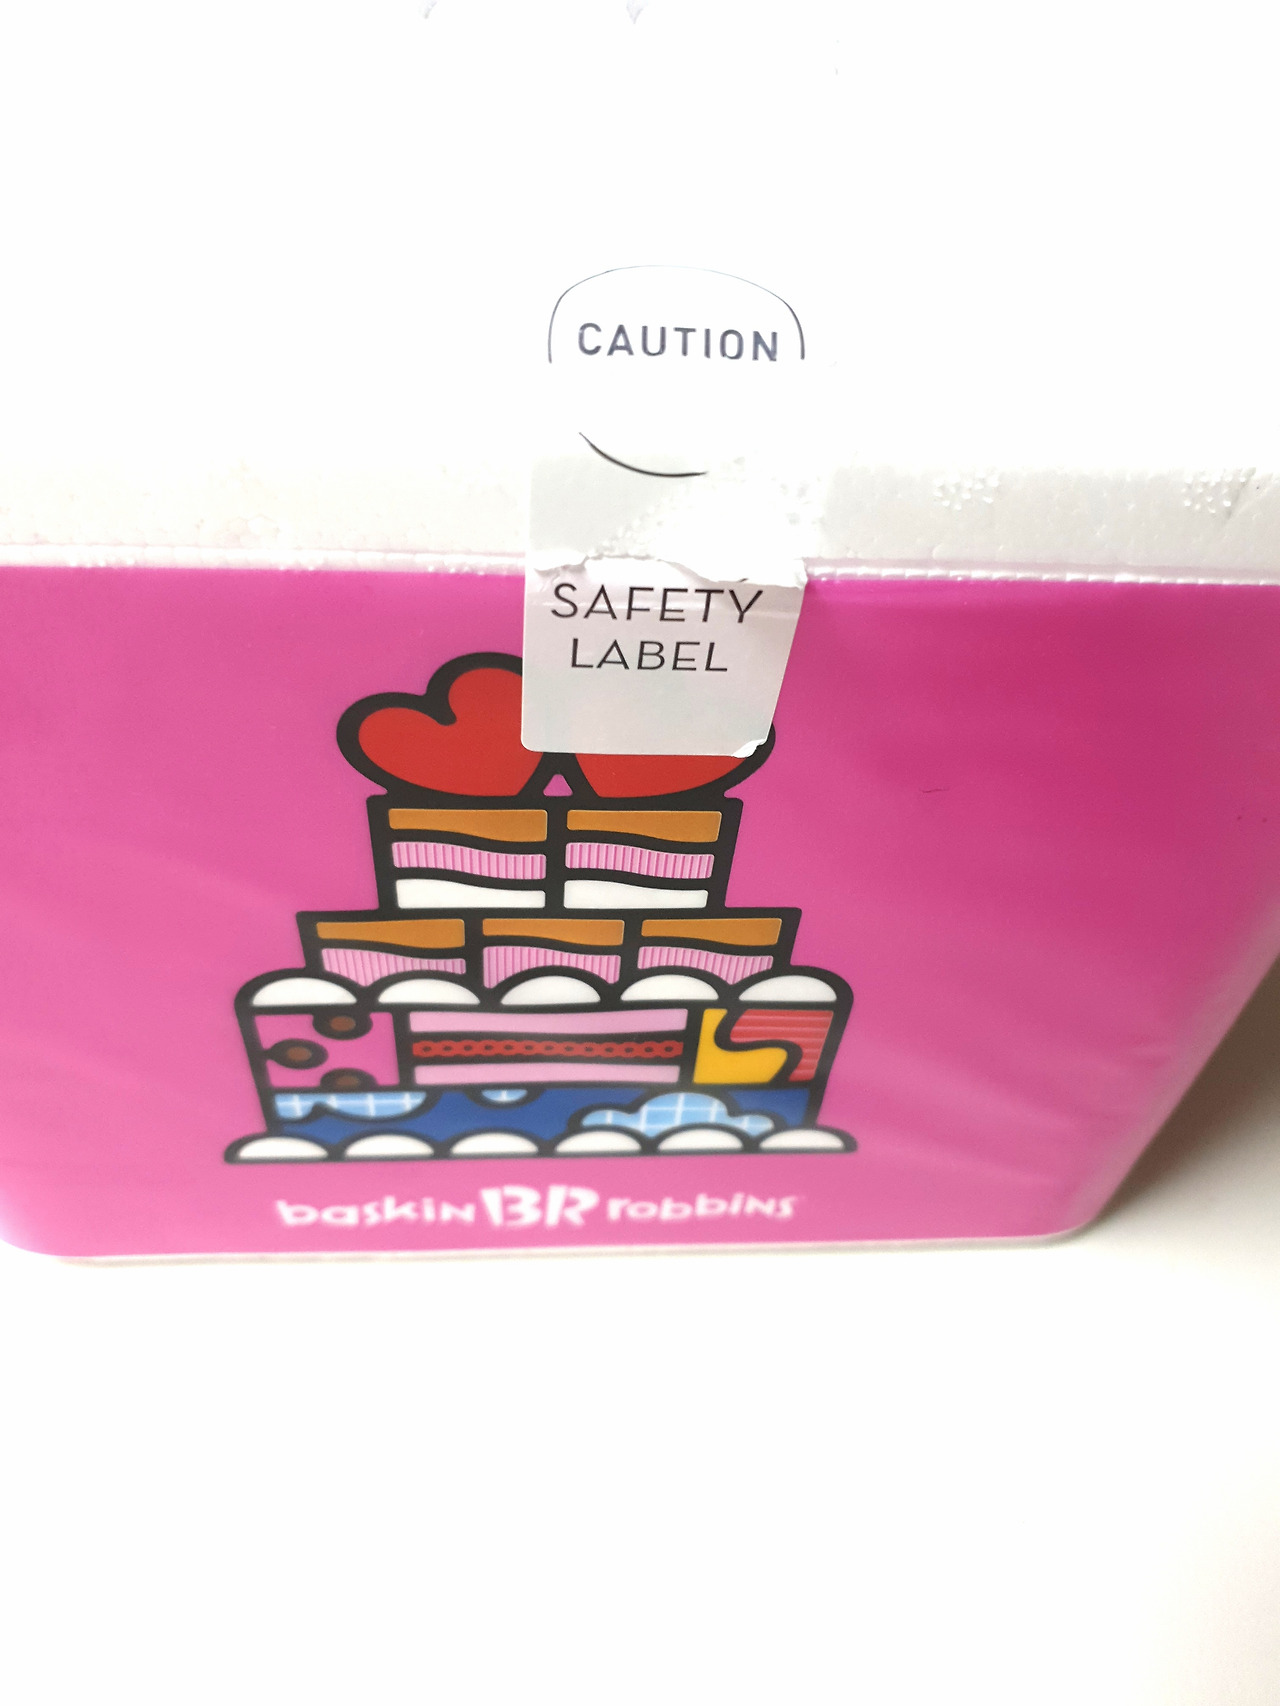 CAUTION
SAFETY
LABEL
baskin BR robbins